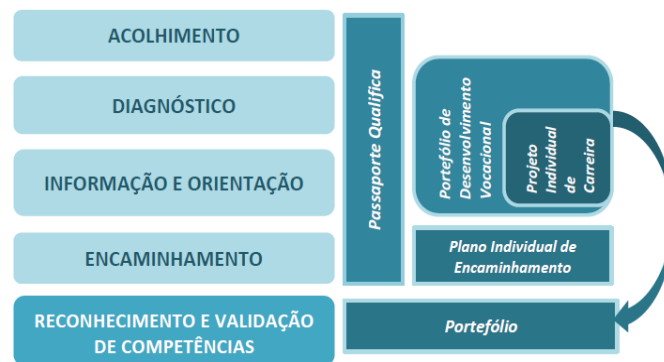 ACOLHIMENTO
DIAGNÓSTICO
INFORMAÇÃO E ORIENTAÇÃO
ENCAMINHAMENTO
RECONHECIMENTO E VALIDAÇÃO
DE COMPETÊNCIAS
Passaporte Qualifica
Portefólio de
Desenvolvimento
Vocacional
Projeto
Individual
de
Carreira
Plano Individual de
Encaminhamento
Portefólio